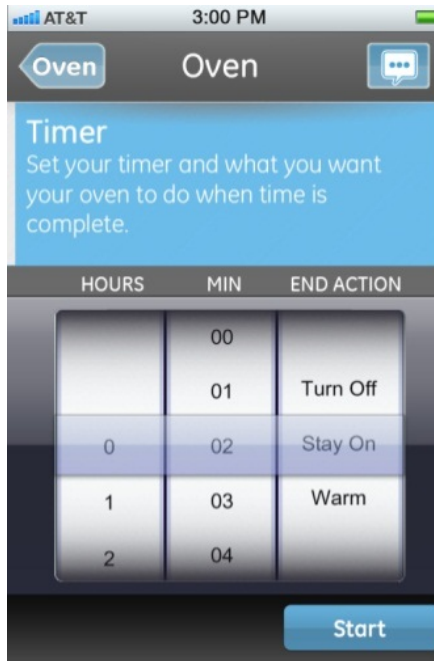 AT&T 3:00 PM
Oven Oven
Timer
Set your timer and what you want
your oven to do when time is
complete.
HOURS MIN END ACTION
00
01 Turn Off
0 02 Stay On
1 03 Warm
2 04
Start